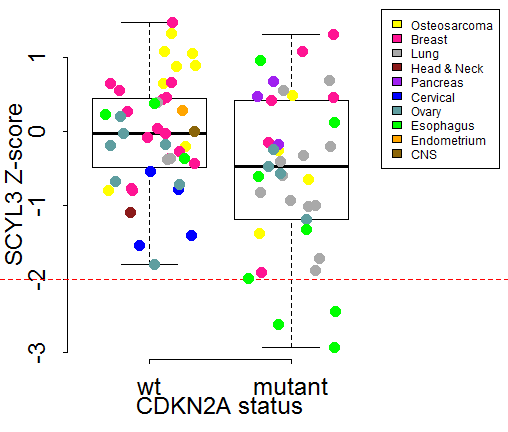 Osteosarcoma
Breast
Lung
Head & Neck
Pancreas
Cervical
Ovary
Esophagus
Endometrium
CNS
SCYL3 Z-score
1
0
-1
-2
-3
wt mutant
CDKN2A status